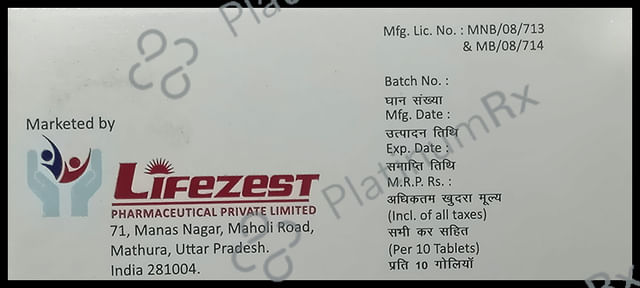 Mfg. Lic. No. : MNB/08/713
& MB/08/714
Batch No. :
घान संख्या
Mfg. Date :
उत्पादन तिथि
Exp. Date :
समाप्ति तिथि
M.R.P. Rs. :
अधिकतम खुदरा मूल्य
(Incl. of all taxes)
सभी कर सहित
(Per 10 Tablets)
प्रति 10 गोलियाँ
Marketed by
LIFEZEST
PHARMACEUTICAL PRIVATE LIMITED
71, Manas Nagar, Maholi Road,
Mathura, Uttar Pradesh.
India 281004.
PlatinumRx